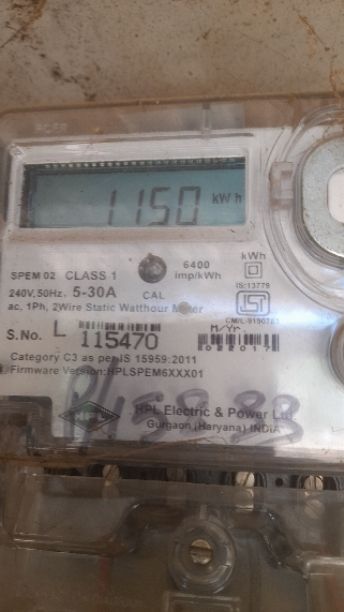 1150 kWh
kWh
6400
imp/kWh
IS:13779
SPEM 02 CLASS 1
240V,50Hz, 5-30A CAL
ac, 1Ph, 2Wire Static Watthour Meter
M/Yr.
S.No. L 115470
022017
Category C3 as per IS 15959:2011
Firmware Version:HPLSPEM6XXX01
HPL Electric & Power Ltd
Gurgaon (Haryana) INDIA